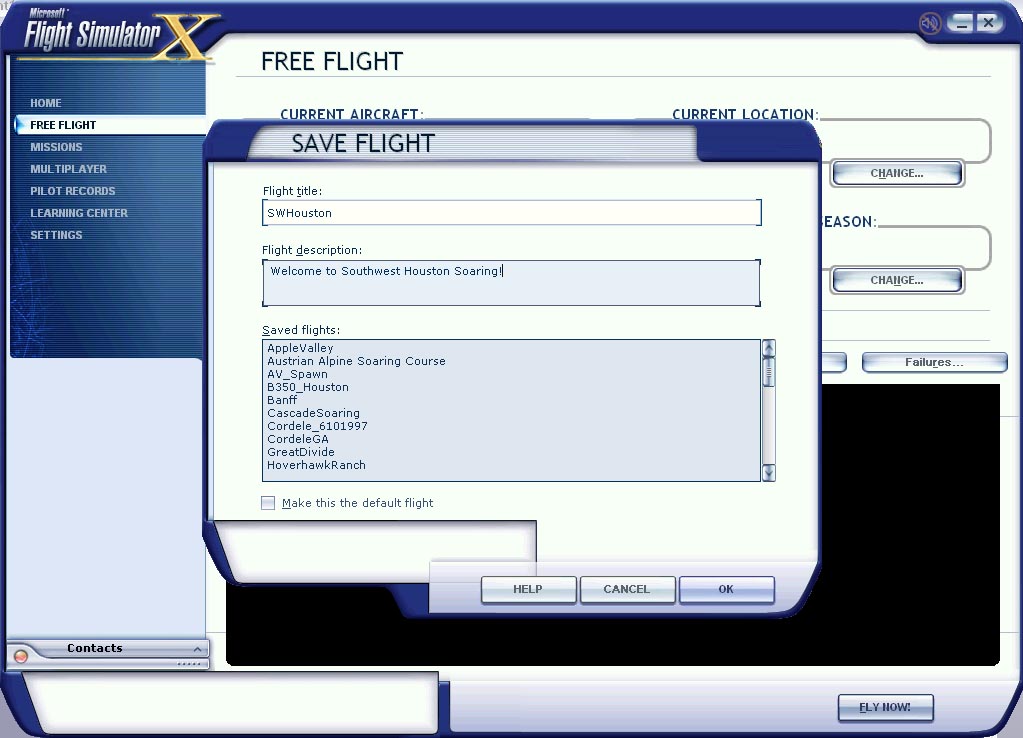 Microsoft
Flight Simulator X
FREE FLIGHT
HOME
FREE FLIGHT
MISSIONS
MULTIPLAYER
PILOT RECORDS
LEARNING CENTER
SETTINGS
CURRENT AIRCRAFT:
CURRENT LOCATION:
CHANGE...
EASON:
CHANGE...
Failures...
SAVE FLIGHT
Flight title:
SWHouston
Flight description:
Welcome to Southwest Houston Soaring!
Saved flights:
AppleValley
Austrian Alpine Soaring Course
AV_Spawn
B350_Houston
Banff
CascadeSoaring
Cordele_6101997
CordeleGA
GreatDivide
HoverhawkRanch
Make this the default flight
HELP
CANCEL
OK
Contacts
FLY NOW!